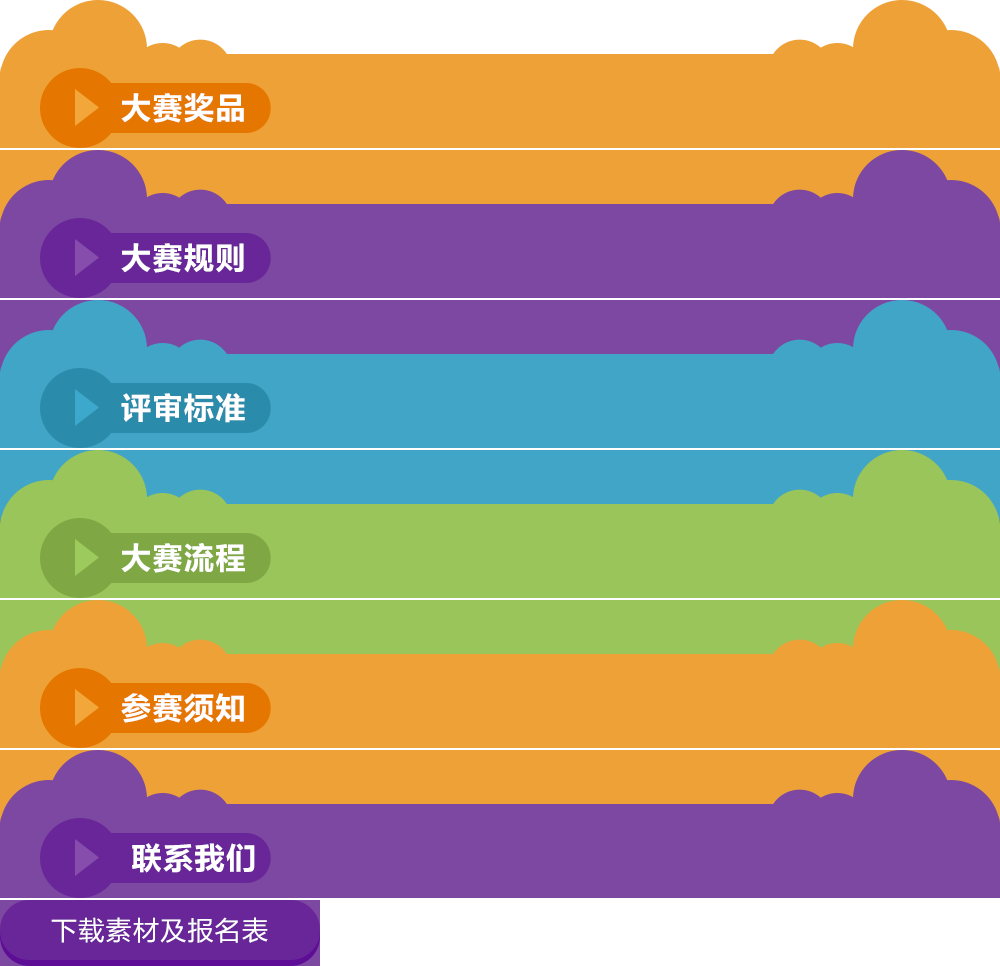 大赛奖品
大赛规则
评审标准
大赛流程
参赛须知
联系我们
下载素材及报名表